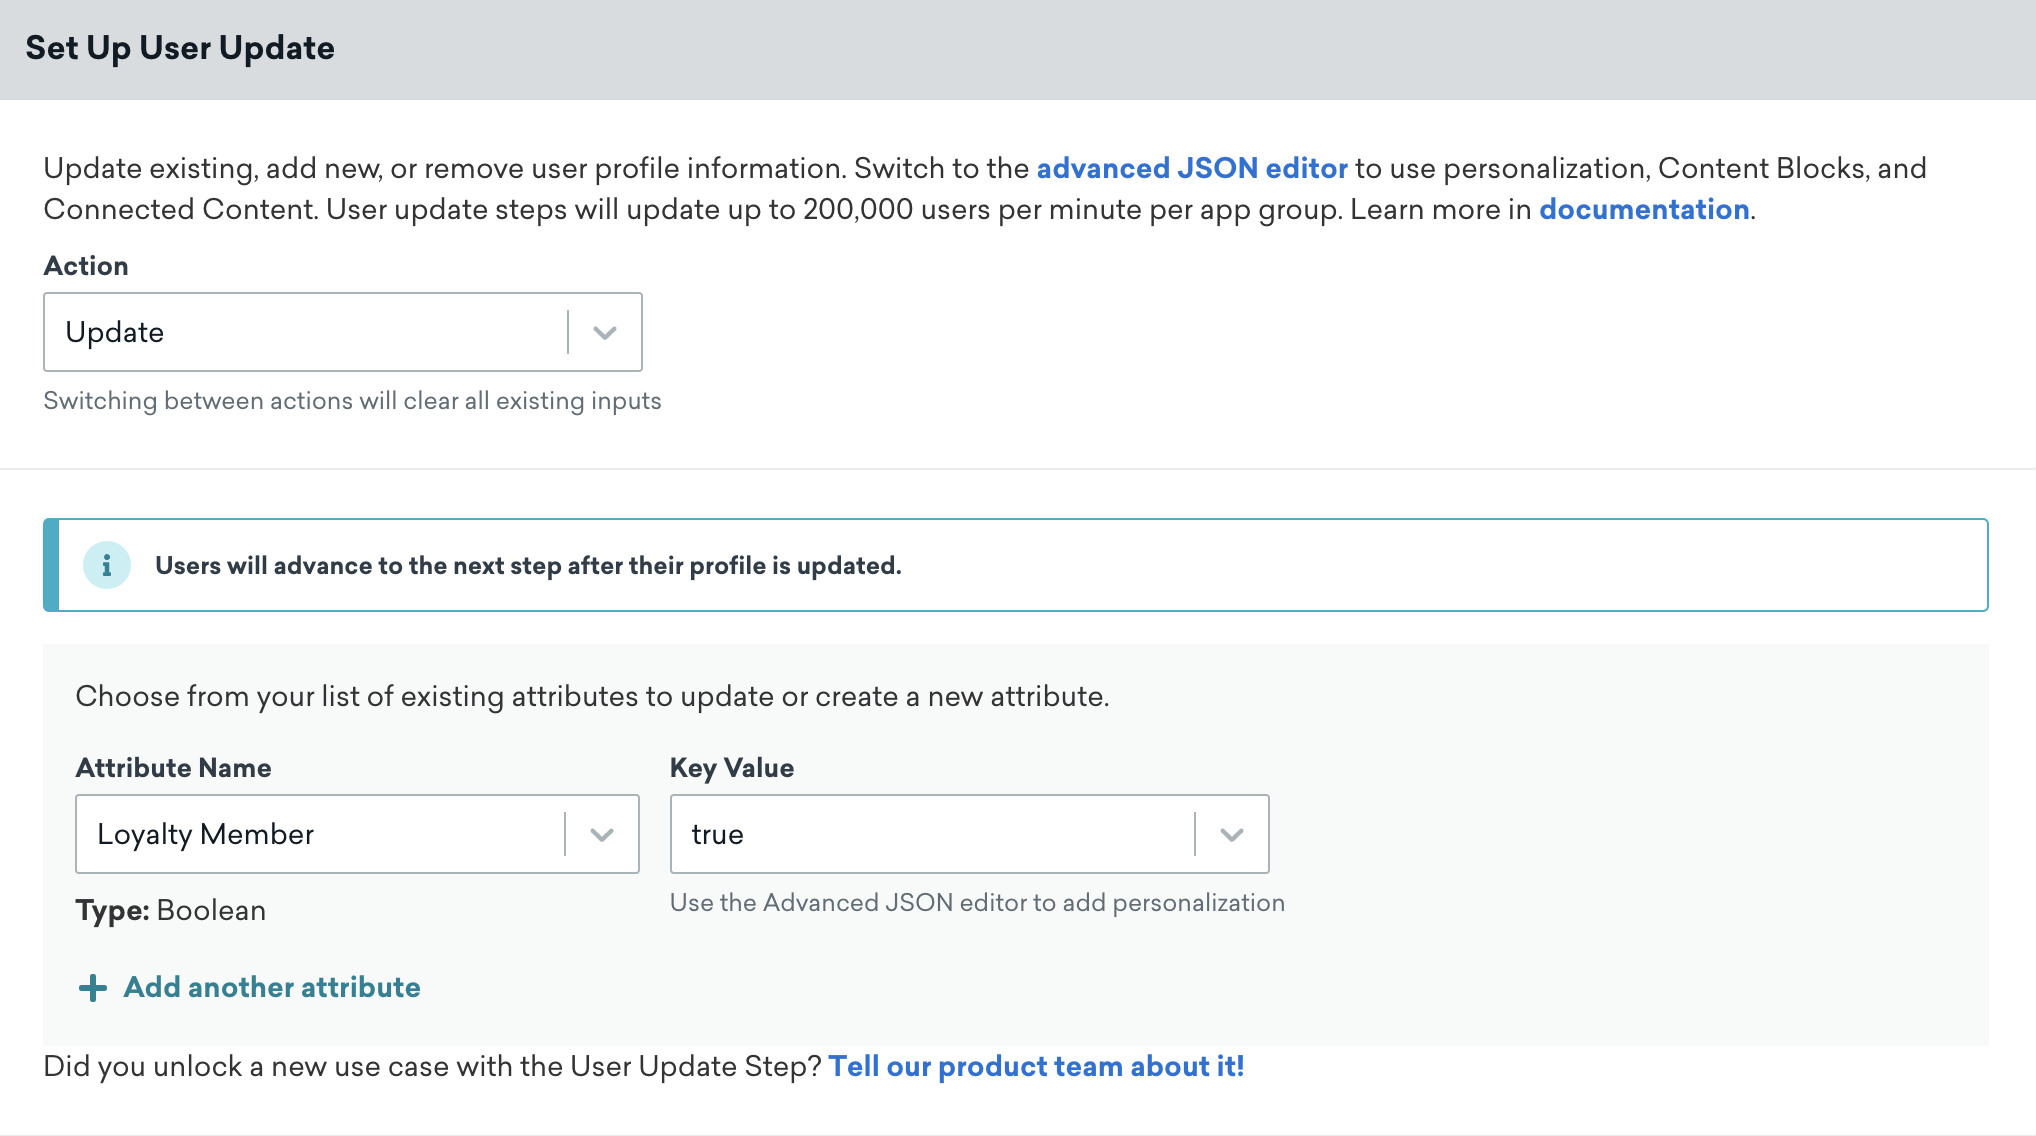 Set Up User Update
Update existing, add new, or remove user profile information. Switch to the advanced JSON editor to use personalization, Content Blocks, and
Connected Content. User update steps will update up to 200,000 users per minute per app group. Learn more in documentation.
Action
Update
Switching between actions will clear all existing inputs
Users will advance to the next step after their profile is updated.
Choose from your list of existing attributes to update or create a new attribute.
Attribute Name
Key Value
Loyalty Member
true
Type: Boolean
Use the Advanced JSON editor to add personalization
Add another attribute
Did you unlock a new use case with the User Update Step? Tell our product team about it!